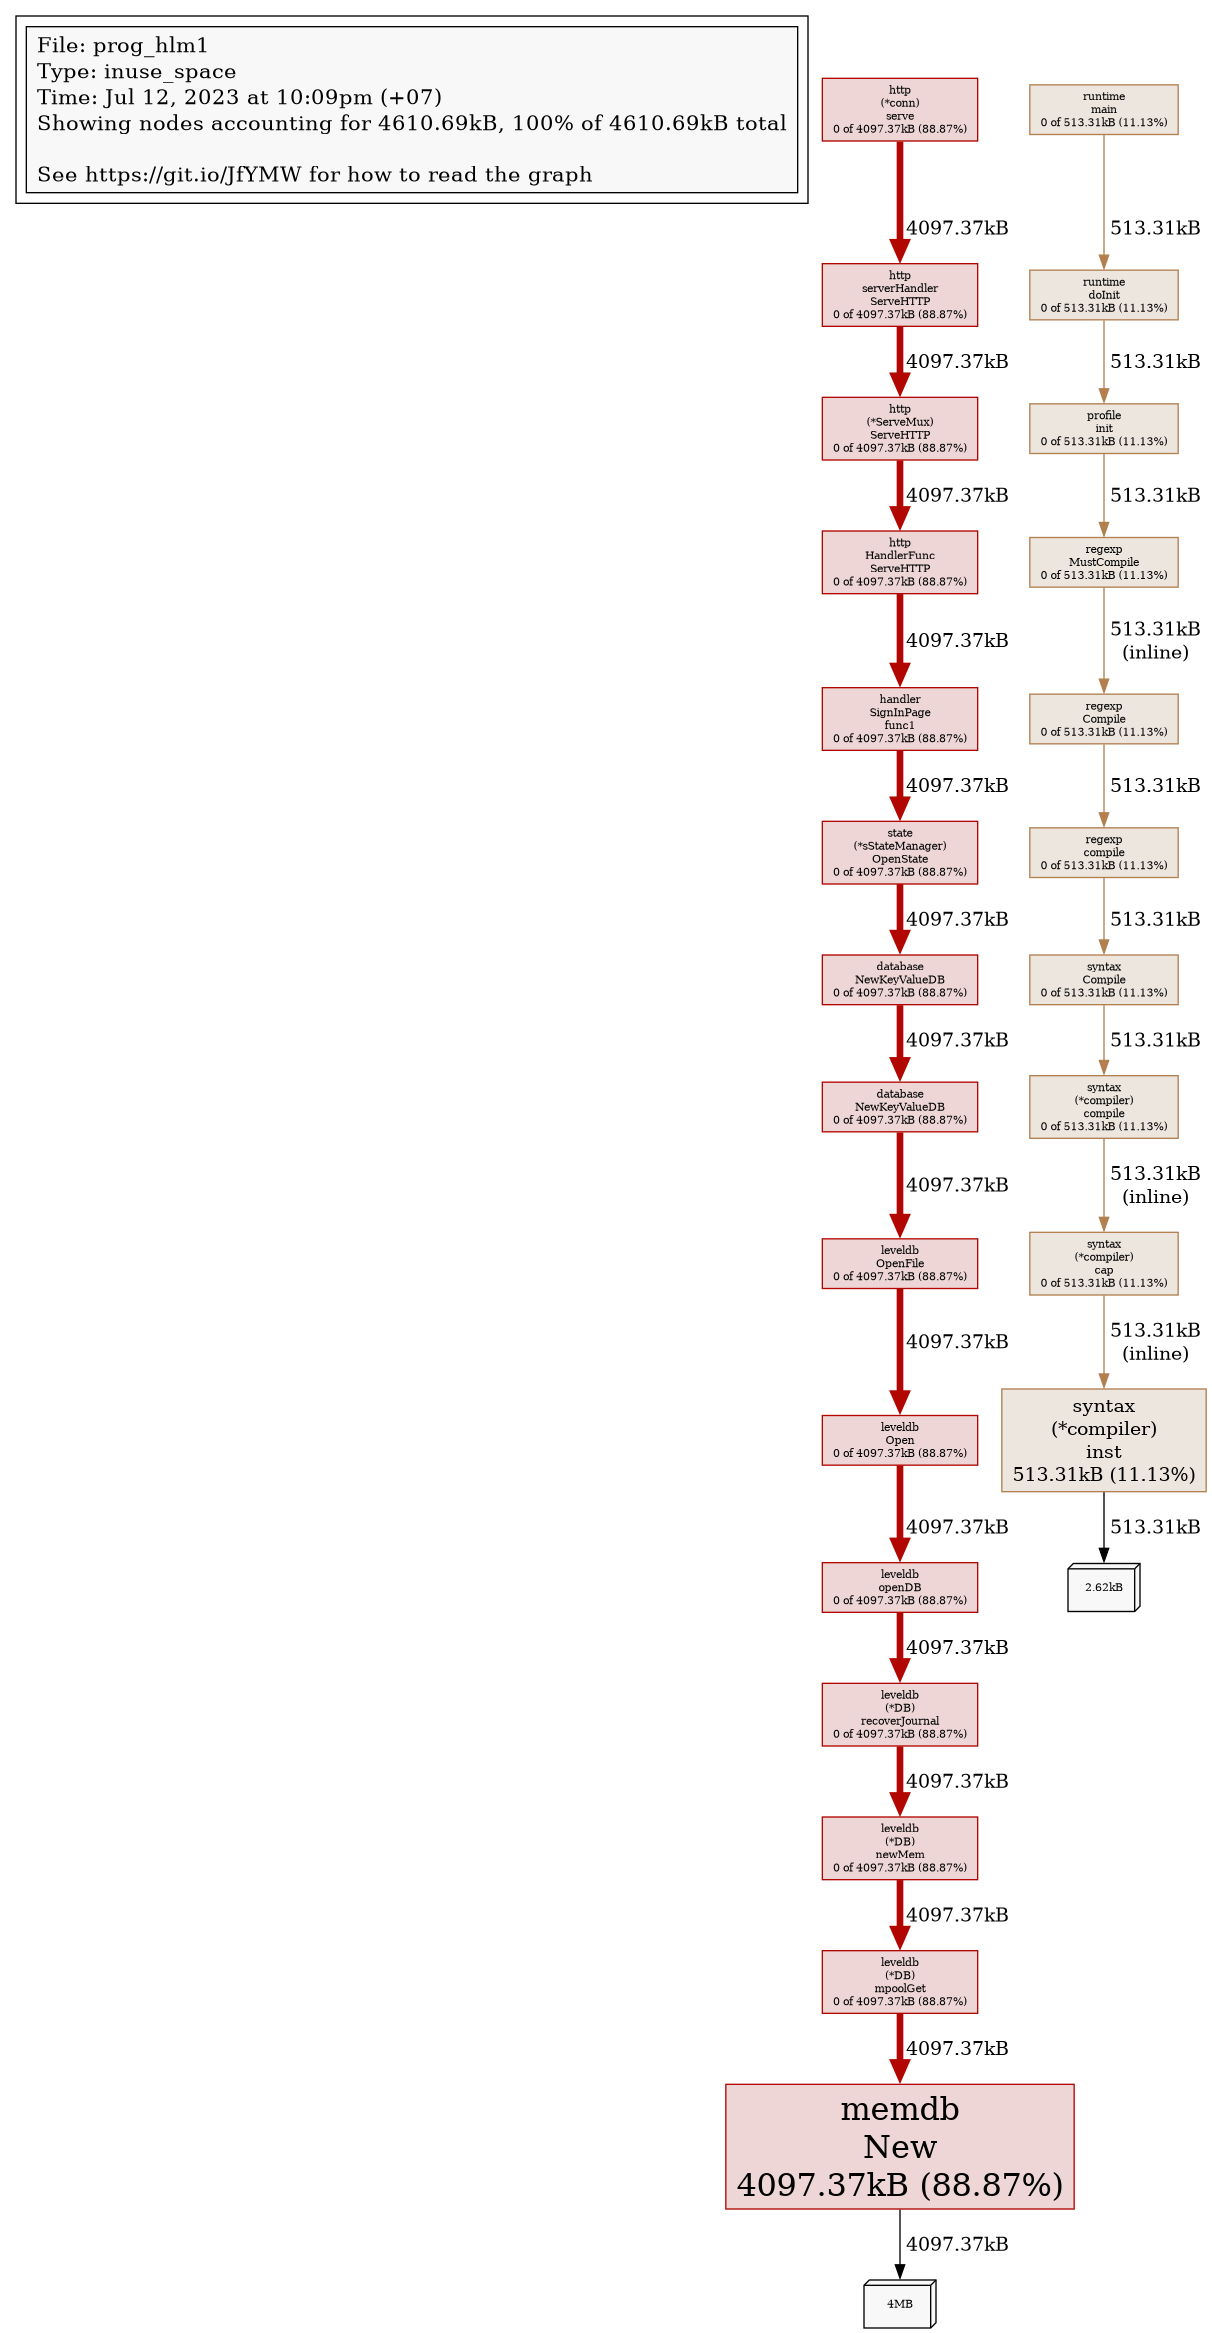 File: prog_hlm1
Type: inuse_space
Time: Jul 12, 2023 at 10:09pm (+07)
Showing nodes accounting for 4610.69kB, 100% of 4610.69kB total
See https://git.io/JfYMW for how to read the graph
http
(*conn)
serve
0 of 4097.37kB (88.87%)
4097.37kB
http
serverHandler
ServeHTTP
0 of 4097.37kB (88.87%)
4097.37kB
http
(*ServeMux)
ServeHTTP
0 of 4097.37kB (88.87%)
4097.37kB
http
HandlerFunc
ServeHTTP
0 of 4097.37kB (88.87%)
4097.37kB
handler
SignInPage
func1
0 of 4097.37kB (88.87%)
4097.37kB
state
(*sStateManager)
OpenState
0 of 4097.37kB (88.87%)
4097.37kB
database
NewKeyValueDB
0 of 4097.37kB (88.87%)
4097.37kB
database
NewKeyValueDB
0 of 4097.37kB (88.87%)
4097.37kB
leveldb
OpenFile
0 of 4097.37kB (88.87%)
4097.37kB
leveldb
Open
0 of 4097.37kB (88.87%)
4097.37kB
leveldb
openDB
0 of 4097.37kB (88.87%)
4097.37kB
leveldb
(*DB)
recoverJournal
0 of 4097.37kB (88.87%)
4097.37kB
leveldb
(*DB)
newMem
0 of 4097.37kB (88.87%)
4097.37kB
leveldb
(*DB)
mpoolGet
0 of 4097.37kB (88.87%)
4097.37kB
memdb
New
4097.37kB (88.87%)
4097.37kB
4MB
runtime
main
0 of 513.31kB (11.13%)
513.31kB
runtime
doInit
0 of 513.31kB (11.13%)
513.31kB
profile
init
0 of 513.31kB (11.13%)
513.31kB
regexp
MustCompile
0 of 513.31kB (11.13%)
513.31kB
(inline)
regexp
Compile
0 of 513.31kB (11.13%)
513.31kB
regexp
compile
0 of 513.31kB (11.13%)
513.31kB
syntax
Compile
0 of 513.31kB (11.13%)
513.31kB
syntax
(*compiler)
compile
0 of 513.31kB (11.13%)
513.31kB
(inline)
syntax
(*compiler)
cap
0 of 513.31kB (11.13%)
513.31kB
(inline)
syntax
(*compiler)
inst
513.31kB (11.13%)
513.31kB
2.62kB